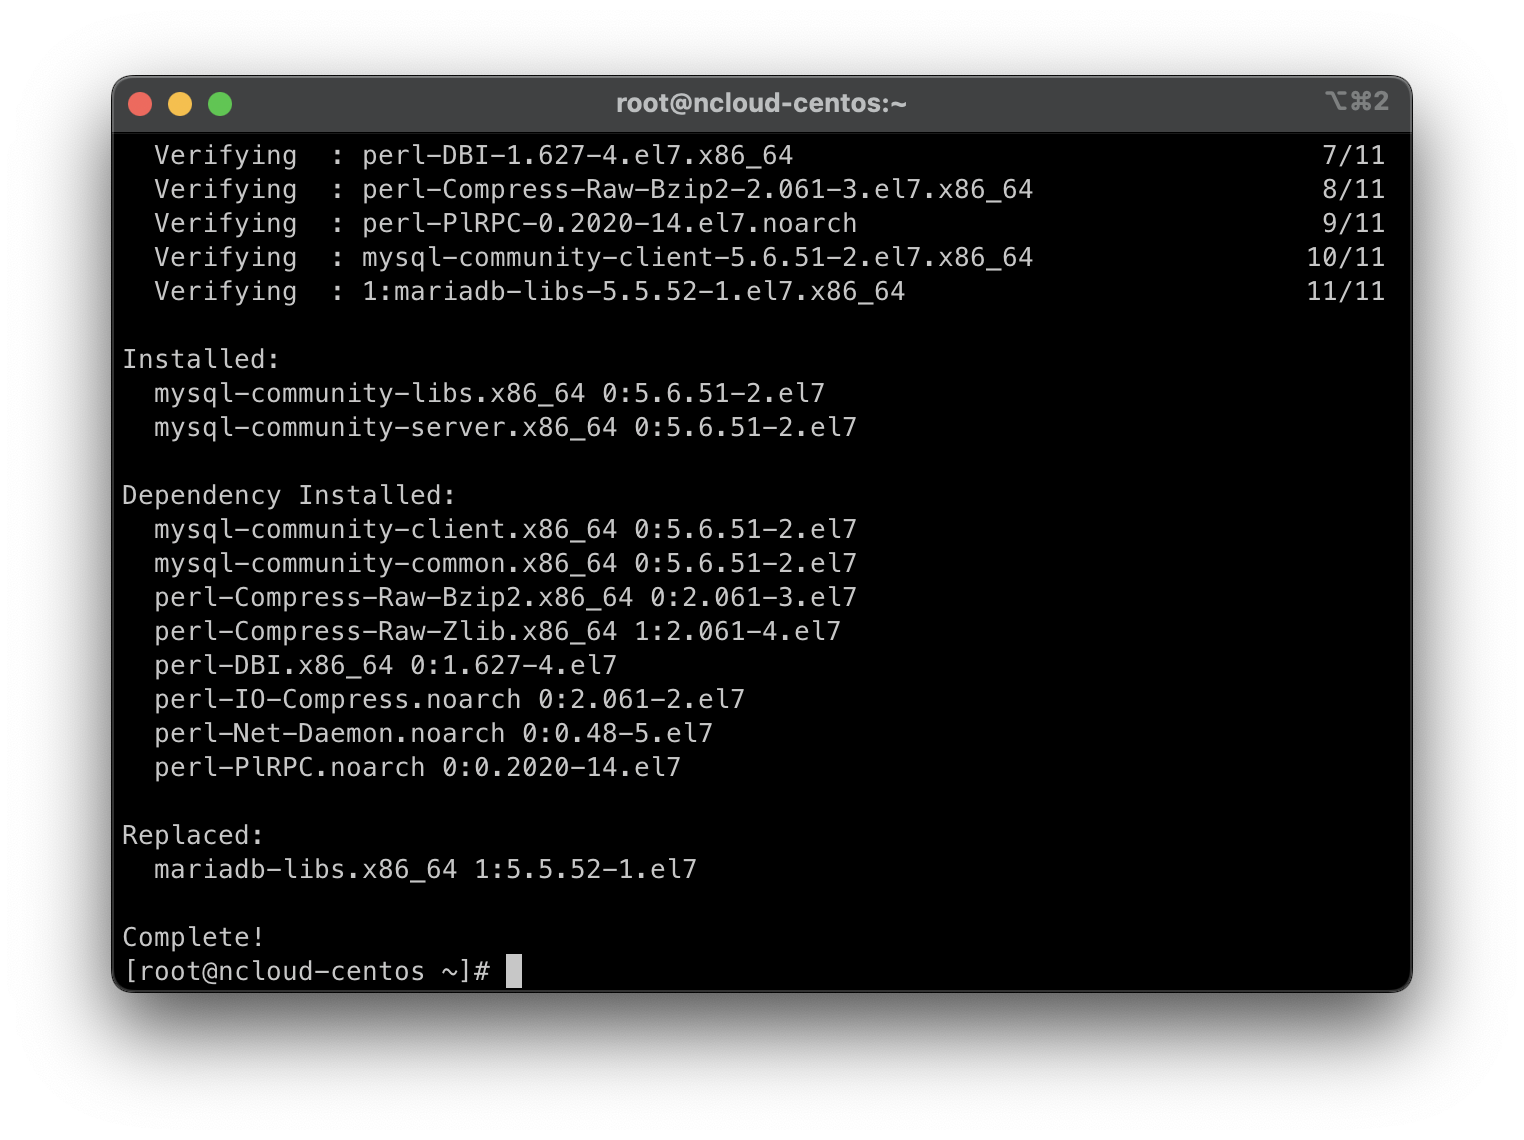 root@ncloud-centos:~ ⌥⌘2
Verifying  : perl-DBI-1.627-4.el7.x86_64 7/11
Verifying  : perl-Compress-Raw-Bzip2-2.061-3.el7.x86_64 8/11
Verifying  : perl-PlRPC-0.2020-14.el7.noarch 9/11
Verifying  : mysql-community-client-5.6.51-2.el7.x86_64 10/11
Verifying  : 1:mariadb-libs-5.5.52-1.el7.x86_64 11/11
Installed:
mysql-community-libs.x86_64 0:5.6.51-2.el7
mysql-community-server.x86_64 0:5.6.51-2.el7
Dependency Installed:
mysql-community-client.x86_64 0:5.6.51-2.el7
mysql-community-common.x86_64 0:5.6.51-2.el7
perl-Compress-Raw-Bzip2.x86_64 0:2.061-3.el7
perl-Compress-Raw-Zlib.x86_64 1:2.061-4.el7
perl-DBI.x86_64 0:1.627-4.el7
perl-IO-Compress.noarch 0:2.061-2.el7
perl-Net-Daemon.noarch 0:0.48-5.el7
perl-PlRPC.noarch 0:0.2020-14.el7
Replaced:
mariadb-libs.x86_64 1:5.5.52-1.el7
Complete!
[root@ncloud-centos ~]#